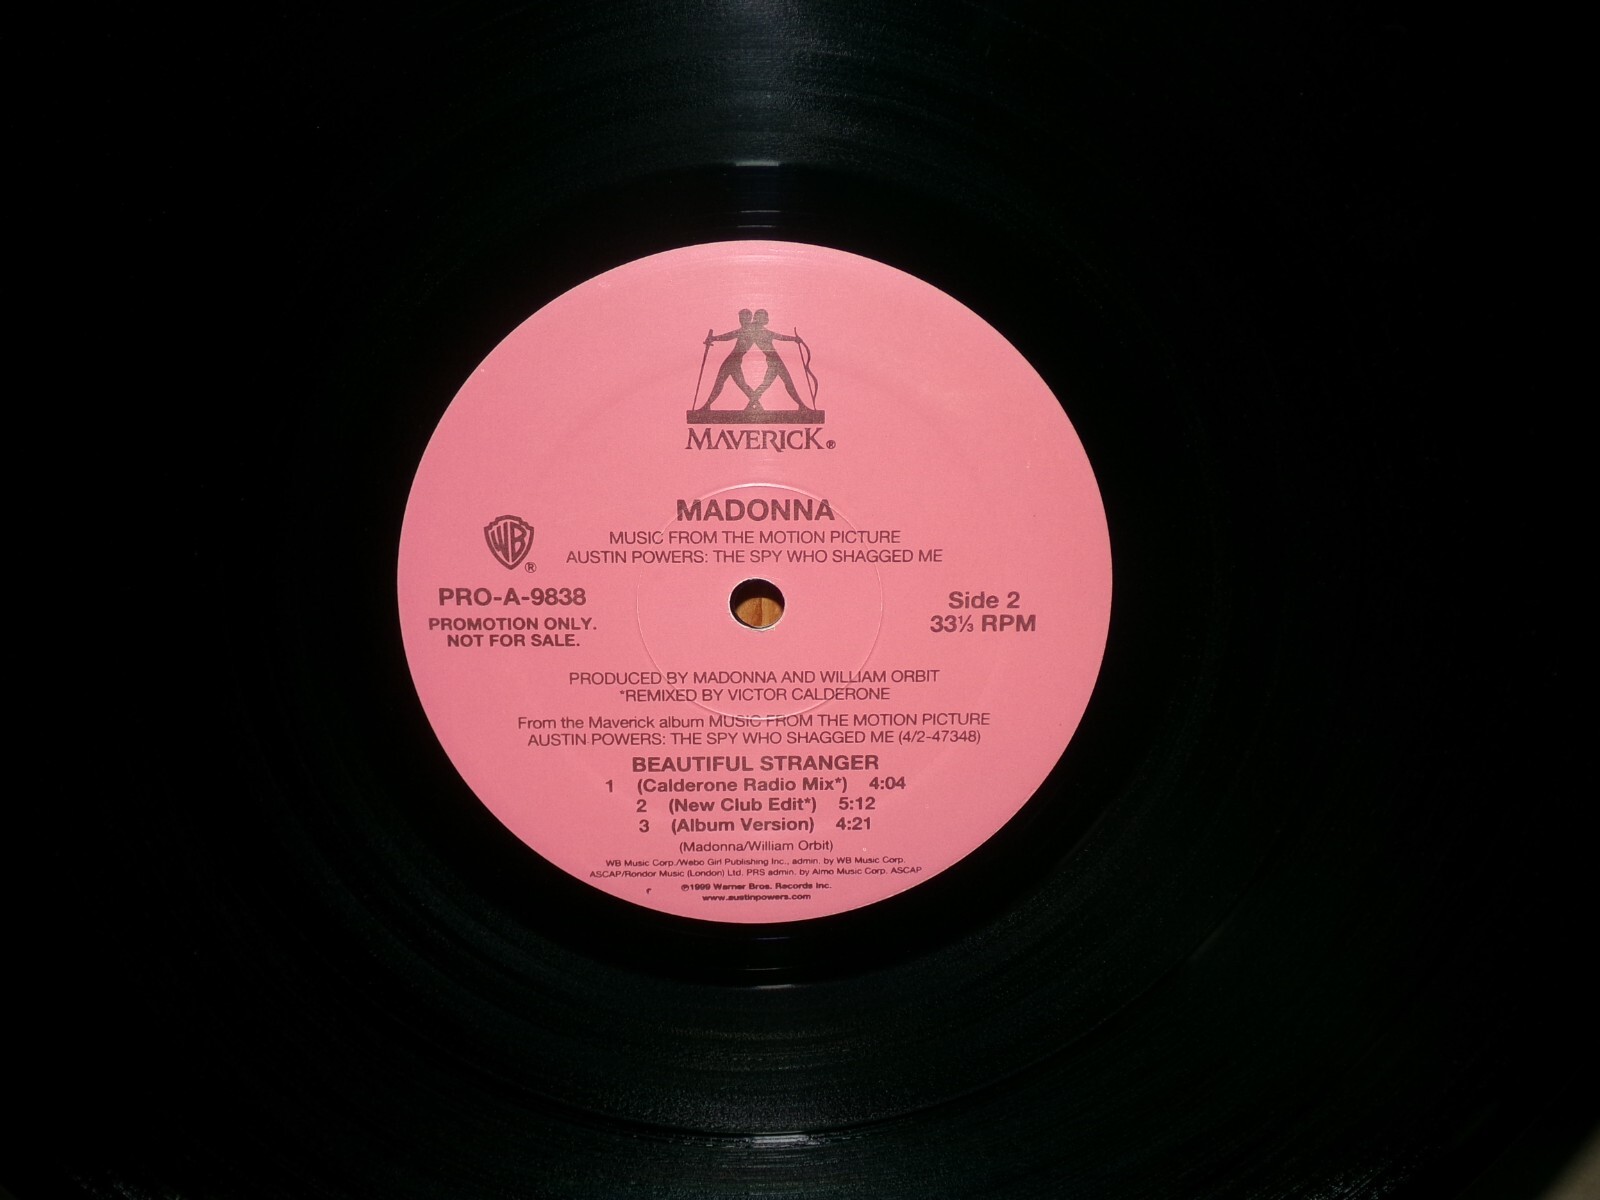 MAVERICK®
MADONNA
MUSIC FROM THE MOTION PICTURE
AUSTIN POWERS: THE SPY WHO SHAGGED ME
WB®
PRO-A-9838
PROMOTION ONLY.
NOT FOR SALE.
Side 2
33⅓ RPM
PRODUCED BY MADONNA AND WILLIAM ORBIT
*REMIXED BY VICTOR CALDERONE
From the Maverick album MUSIC FROM THE MOTION PICTURE
AUSTIN POWERS: THE SPY WHO SHAGGED ME (4/2-47348)
BEAUTIFUL STRANGER
1 (Calderone Radio Mix*) 4:04
2 (New Club Edit*) 5:12
3 (Album Version) 4:21
(Madonna/William Orbit)
WB Music Corp./Webo Girl Publishing Inc., admin. by WB Music Corp.
ASCAP/Rondor Music (London) Ltd. PRS admin. by Almo Music Corp. ASCAP
℗1999 Warner Bros. Records Inc.
www.austinpowers.com